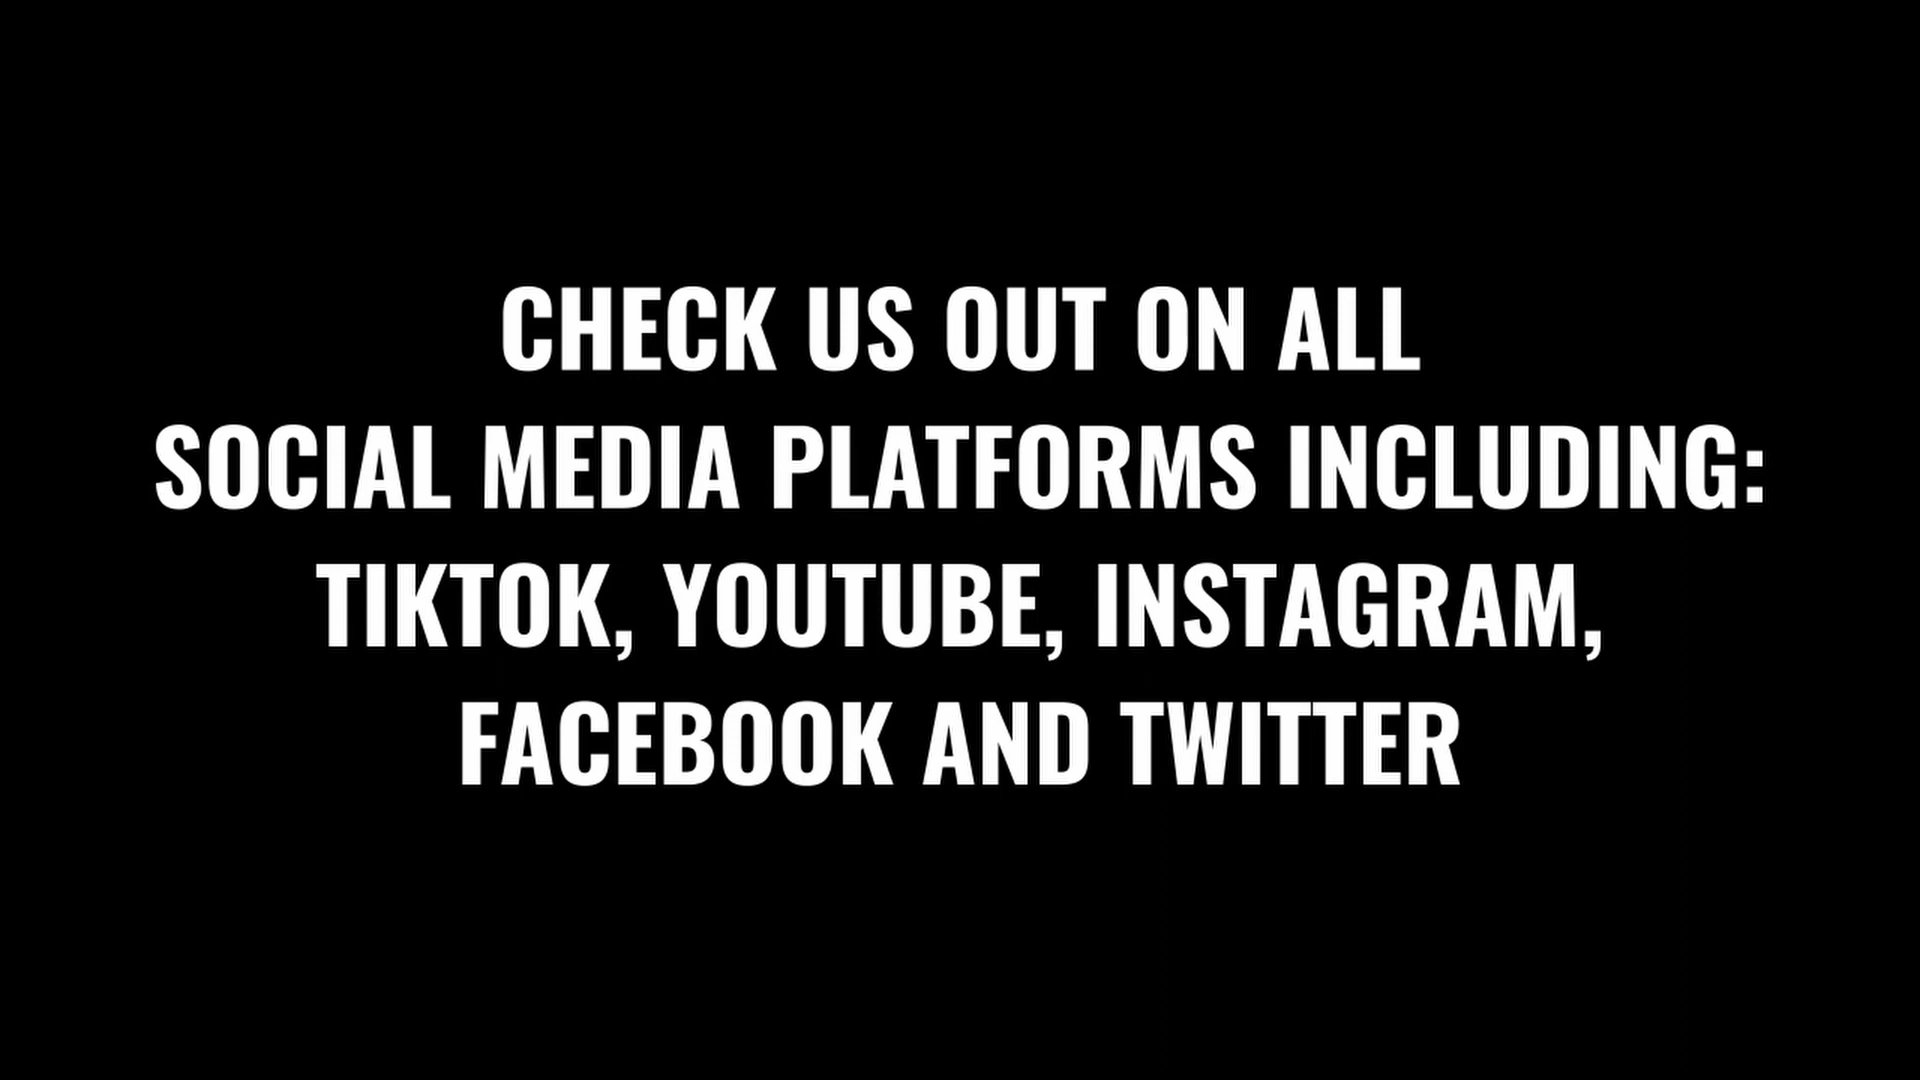 CHECK US OUT ON ALL
SOCIAL MEDIA PLATFORMS INCLUDING:
TIKTOK, YOUTUBE, INSTAGRAM,
FACEBOOK AND TWITTER